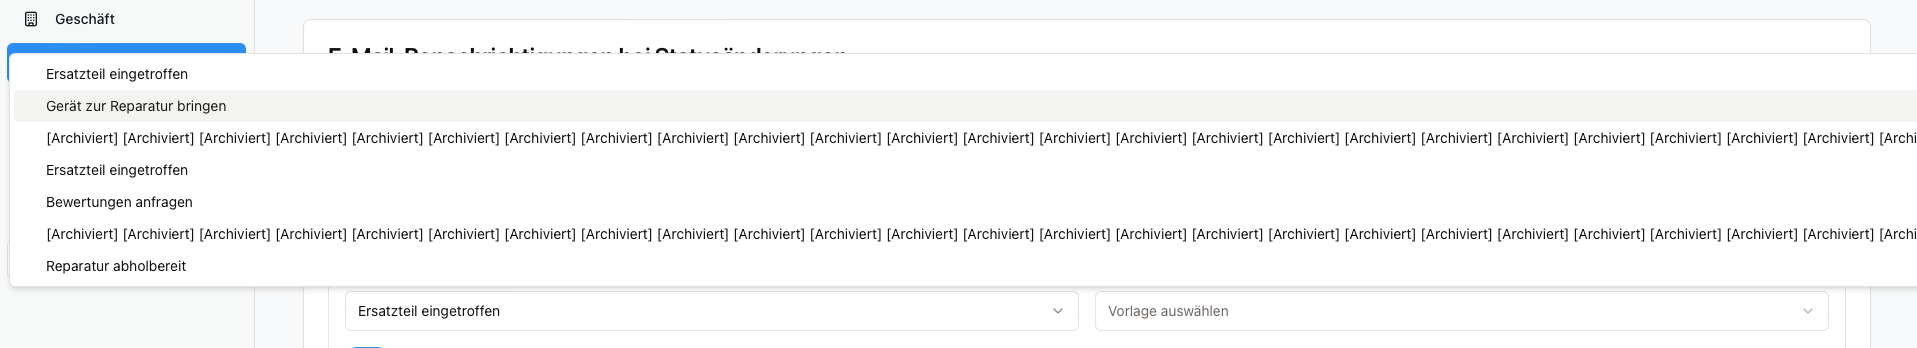 Geschäft
E-Mail-Benachrichtigungen bei Statusänderungen
Ersatzteil eingetroffen
Gerät zur Reparatur bringen
[Archiviert] [Archiviert] [Archiviert] [Archiviert] [Archiviert] [Archiviert] [Archiviert] [Archiviert] [Archiviert] [Archiviert] [Archiviert] [Archiviert] [Archiviert] [Archiviert] [Archiviert] [Archiviert] [Archiviert] [Archiviert] [Archiviert] [Archiviert] [Archiviert] [Archiviert] [Archiviert] [Archiviert] [Archi
Ersatzteil eingetroffen
Bewertungen anfragen
[Archiviert] [Archiviert] [Archiviert] [Archiviert] [Archiviert] [Archiviert] [Archiviert] [Archiviert] [Archiviert] [Archiviert] [Archiviert] [Archiviert] [Archiviert] [Archiviert] [Archiviert] [Archiviert] [Archiviert] [Archiviert] [Archiviert] [Archiviert] [Archiviert] [Archiviert] [Archiviert] [Archiviert] [Archi
Reparatur abholbereit
Ersatzteil eingetroffen
Vorlage auswählen